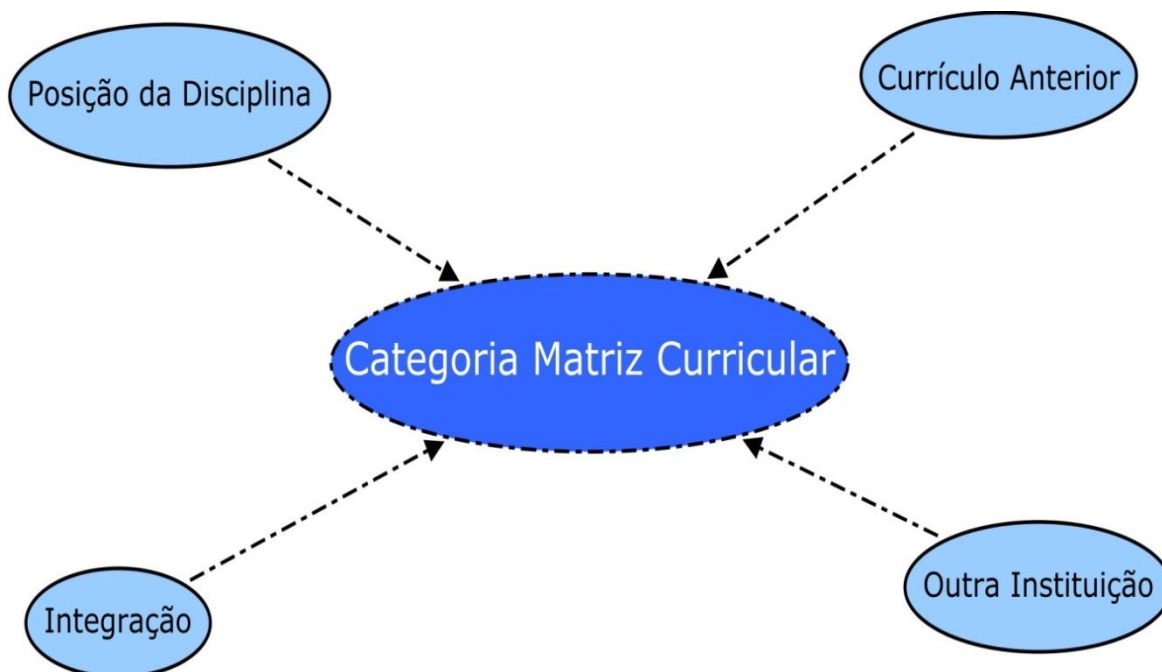 Posição da Disciplina
Currículo Anterior
Categoria Matriz Curricular
Integração
Outra Instituição